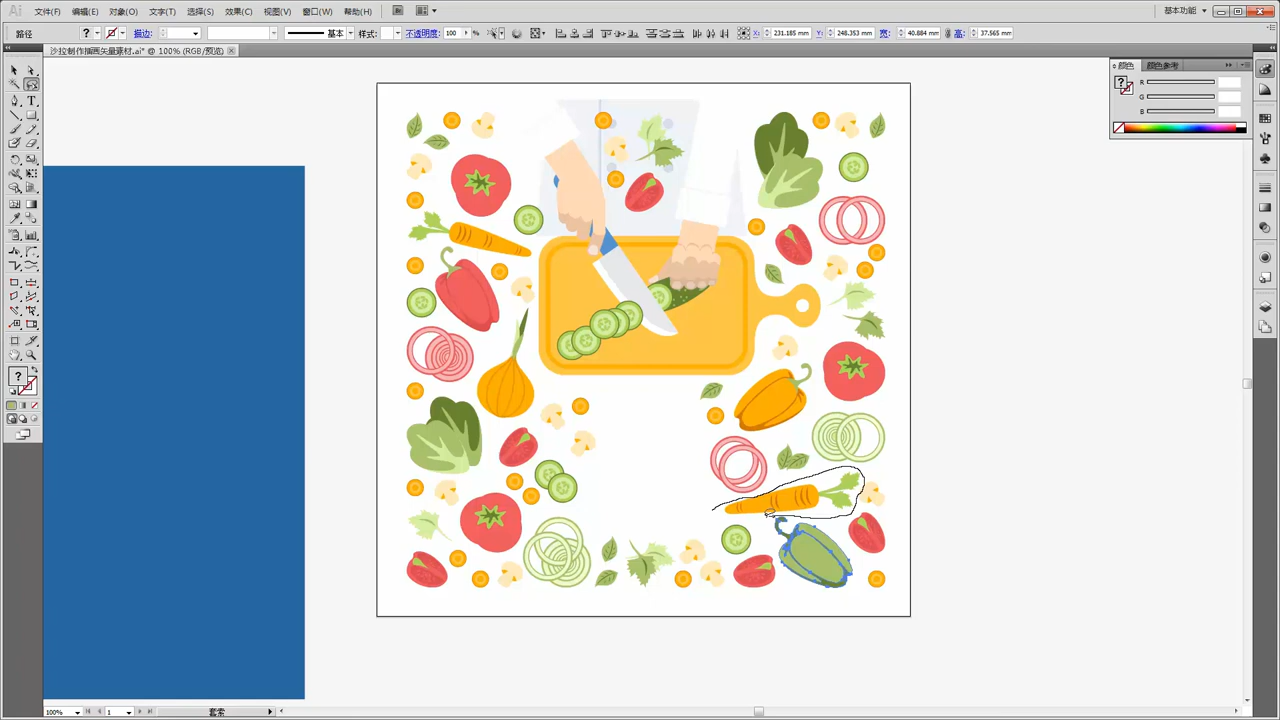 Ai 文件(F) 编辑(E) 对象(O) 文字(T) 选择(S) 效果(C) 视图(V) 窗口(W) 帮助(H) Br 基本功能
路径 ? 描边: 基本 样式: 不透明度: 100 % X: 231.185 mm Y: 248.353 mm 宽: 40.884 mm 高: 37.565 mm
沙拉制作插画矢量素材.ai* @ 100% (RGB/预览)
颜色 颜色参考
?
R
G
B
?
100% 1 套索